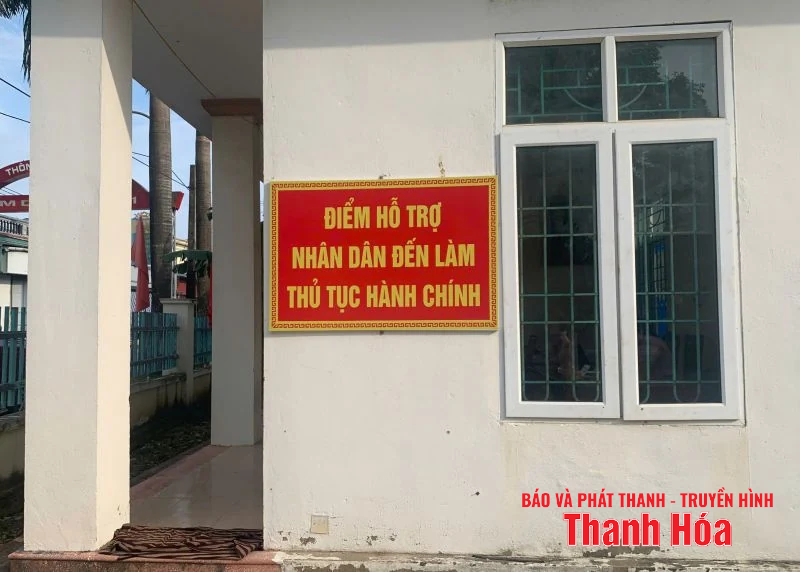 THÔN
ĐIỂM HỖ TRỢ
NHÂN DÂN ĐẾN LÀM
THỦ TỤC HÀNH CHÍNH
BÁO VÀ PHÁT THANH - TRUYỀN HÌNH
Thanh Hóa